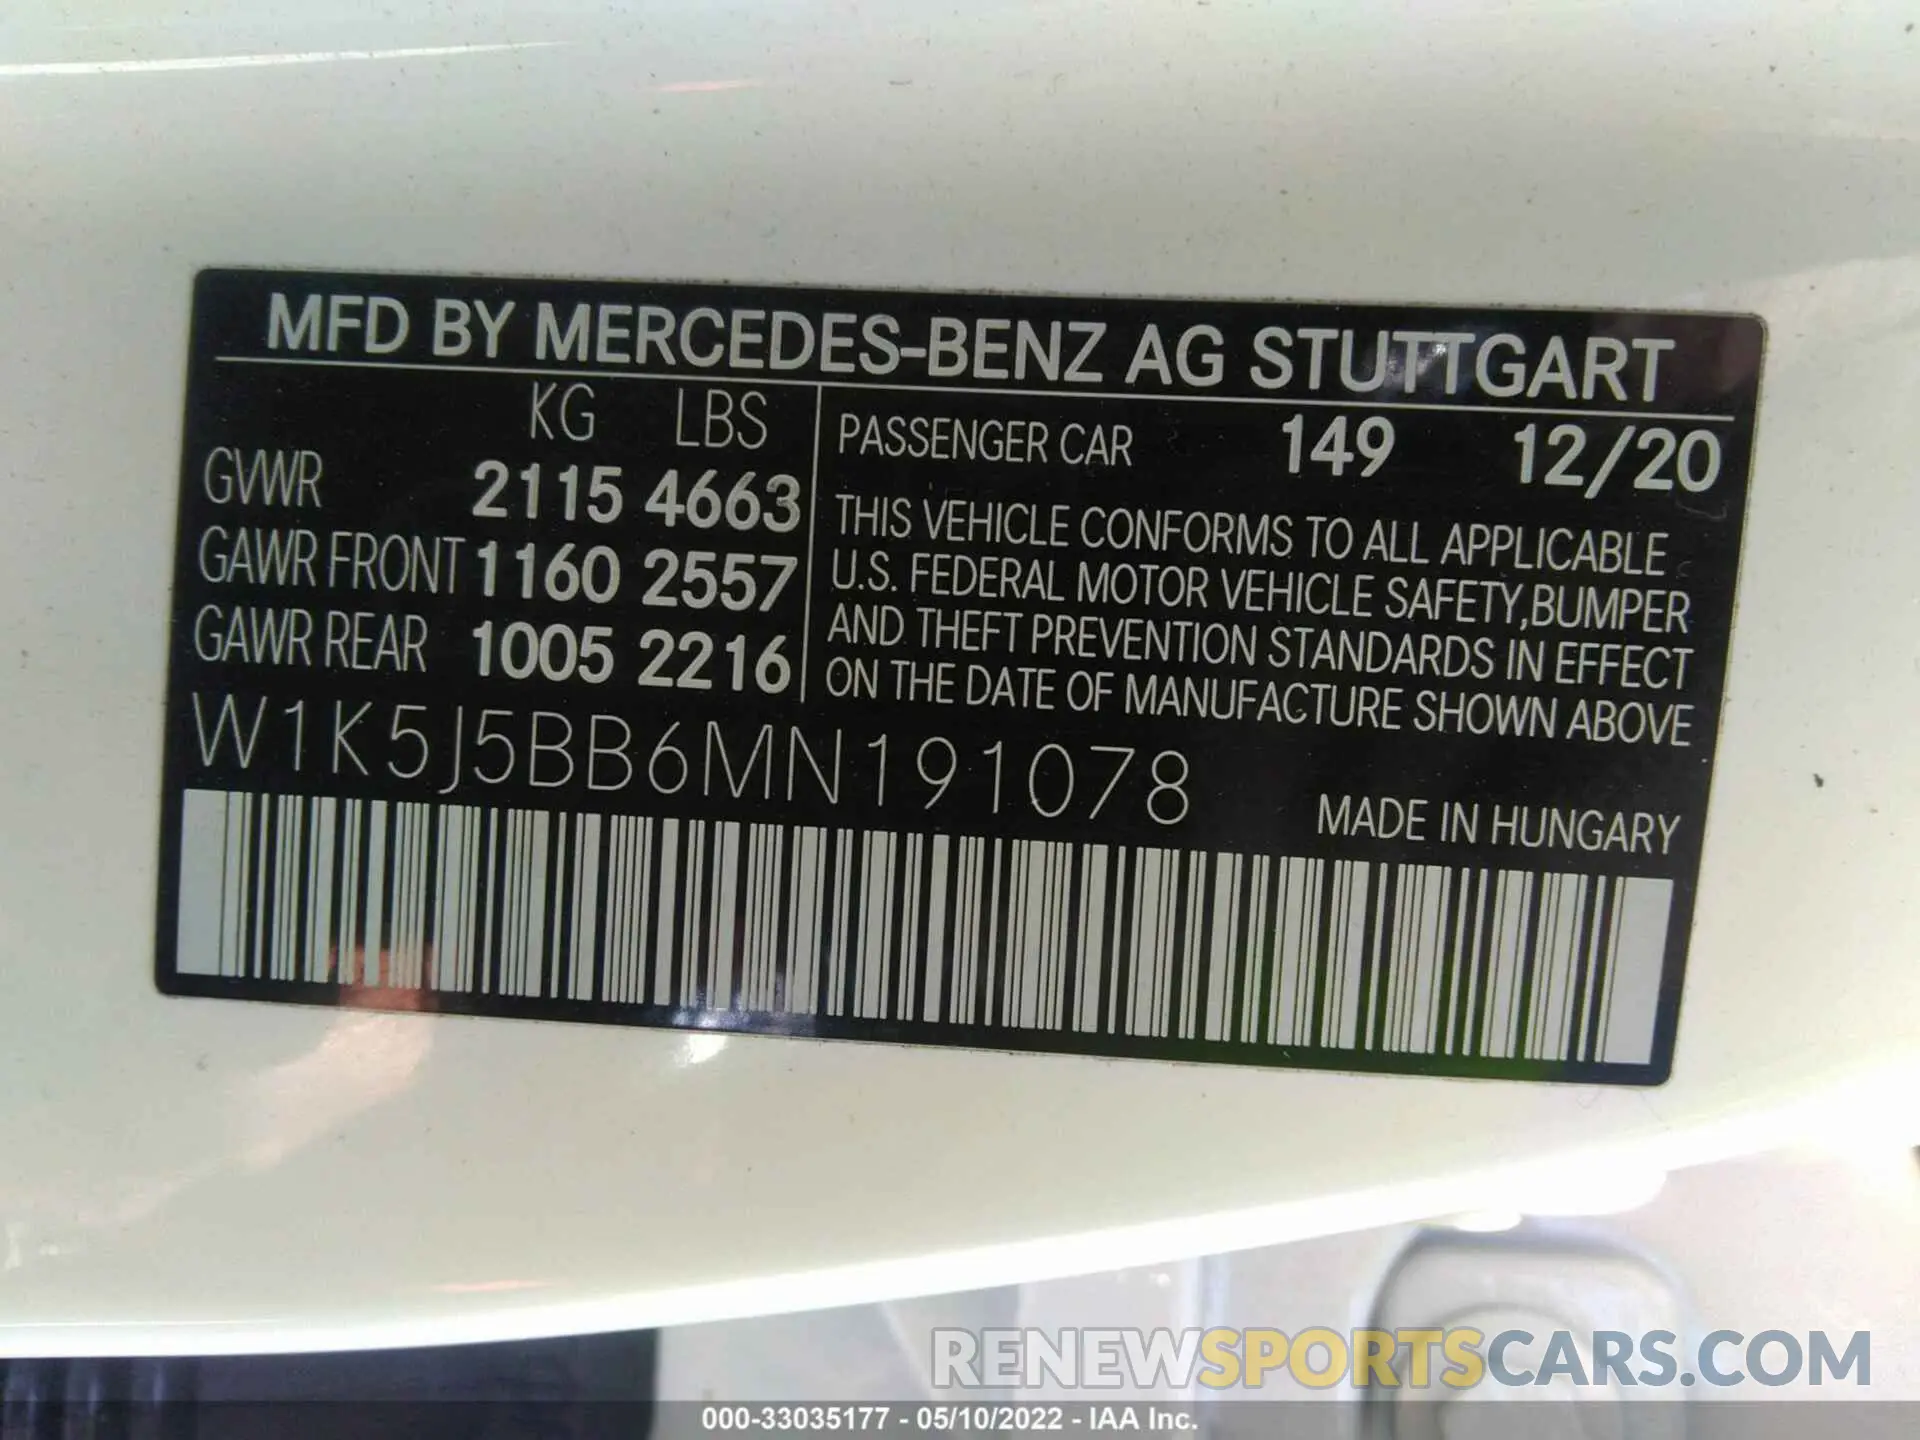 MFD BY MERCEDES-BENZ AG STUTTGART
KG LBS
GVWR 2115 4663
GAWR FRONT 1160 2557
GAWR REAR 1005 2216
PASSENGER CAR 149 12/20
THIS VEHICLE CONFORMS TO ALL APPLICABLE
U.S. FEDERAL MOTOR VEHICLE SAFETY, BUMPER
AND THEFT PREVENTION STANDARDS IN EFFECT
ON THE DATE OF MANUFACTURE SHOWN ABOVE
W1K5J5BB6MN191078
MADE IN HUNGARY
RENEWSPORTSCARS.COM
000-33035177 - 05/10/2022 - IAA Inc.